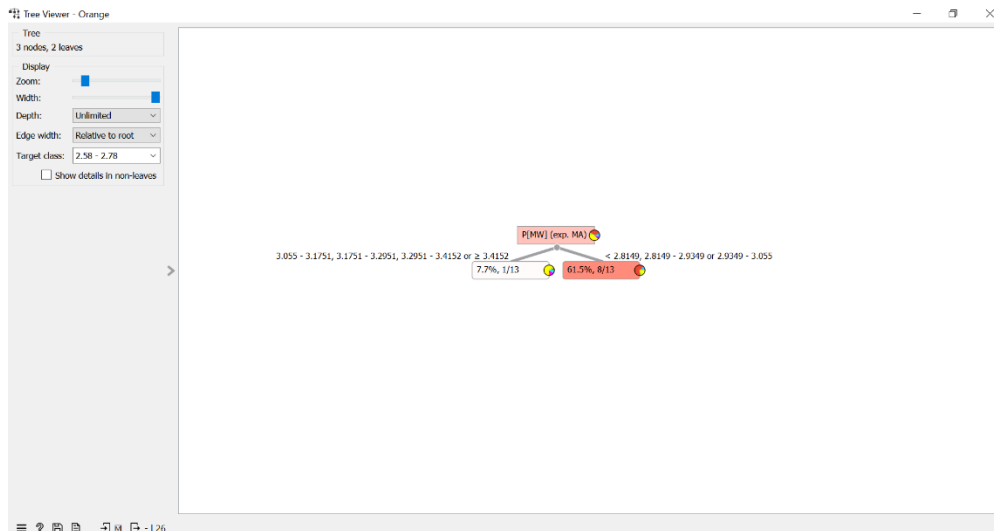 Tree Viewer - Orange
Tree
3 nodes, 2 leaves
Display
Zoom:
Width:
Depth: Unlimited
Edge width: Relative to root
Target class: 2.58 - 2.78
Show details in non-leaves
P[MW] (exp. MA)
3.055 - 3.1751, 3.1751 - 3.2951, 3.2951 - 3.4152 or ≥ 3.4152
< 2.8149, 2.8149 - 2.9349 or 2.9349 - 3.055
7.7%, 1/13
61.5%, 8/13
? M - | 26